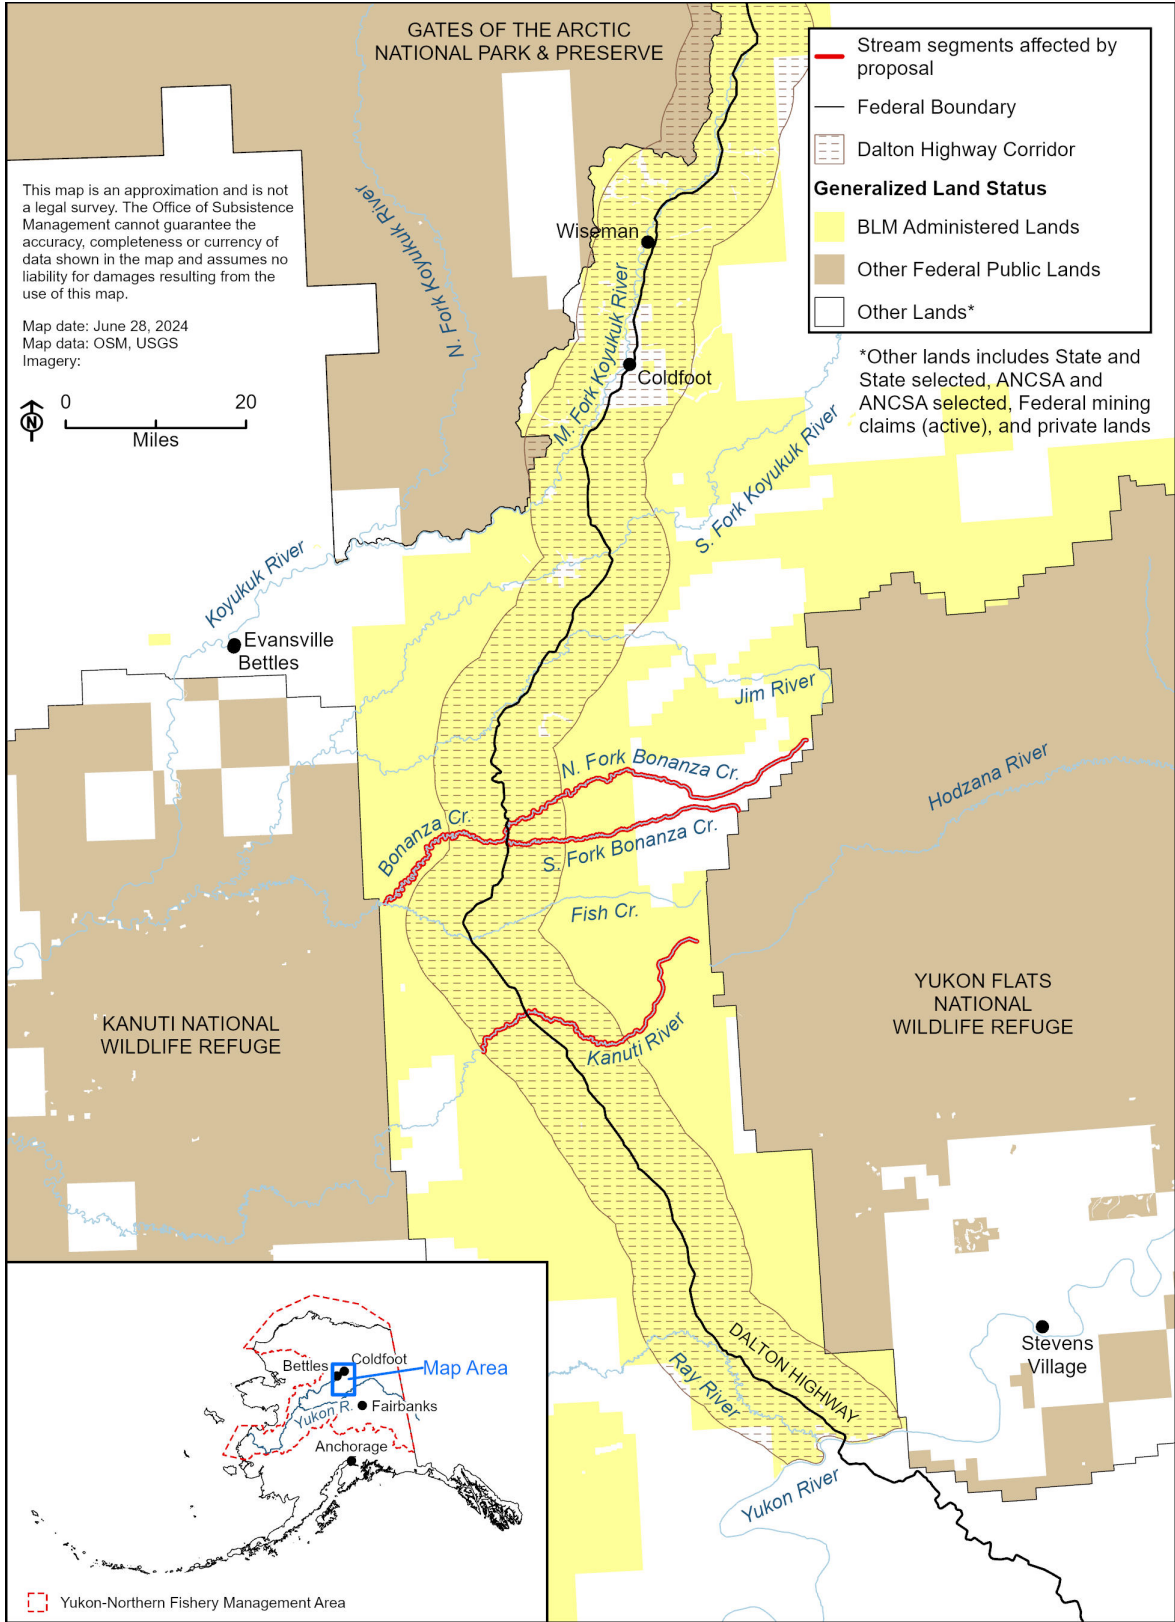 GATES OF THE ARCTIC
NATIONAL PARK & PRESERVE
Stream segments affected by
proposal
Federal Boundary
Dalton Highway Corridor
Generalized Land Status
BLM Administered Lands
Other Federal Public Lands
Other Lands*
*Other lands includes State and
State selected, ANCSA and
ANCSA selected, Federal mining
claims (active), and private lands
This map is an approximation and is not
a legal survey. The Office of Subsistence
Management cannot guarantee the
accuracy, completeness or currency of
data shown in the map and assumes no
liability for damages resulting from the
use of this map.
Map date: June 28, 2024
Map data: OSM, USGS
Imagery:
N
0 20
Miles
N. Fork Koyukuk River
Wiseman
M. Fork Koyukuk River
Coldfoot
S. Fork Koyukuk River
Koyukuk River
Evansville
Bettles
Jim River
N. Fork Bonanza Cr.
Hodzana River
Bonanza Cr.
S. Fork Bonanza Cr.
Fish Cr.
YUKON FLATS
NATIONAL
WILDLIFE REFUGE
KANUTI NATIONAL
WILDLIFE REFUGE
Kanuti River
DALTON HIGHWAY
Ray River
Stevens
Village
Yukon River
Bettles
Coldfoot
Map Area
Yukon R.
Fairbanks
Anchorage
Yukon-Northern Fishery Management Area